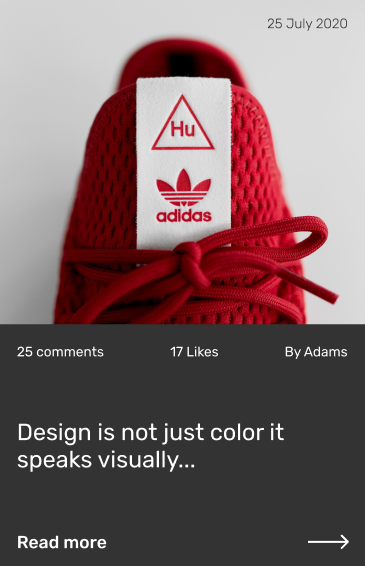 25 July 2020
Hu
adidas
25 comments 17 Likes By Adams
Design is not just color it
speaks visually...
Read more